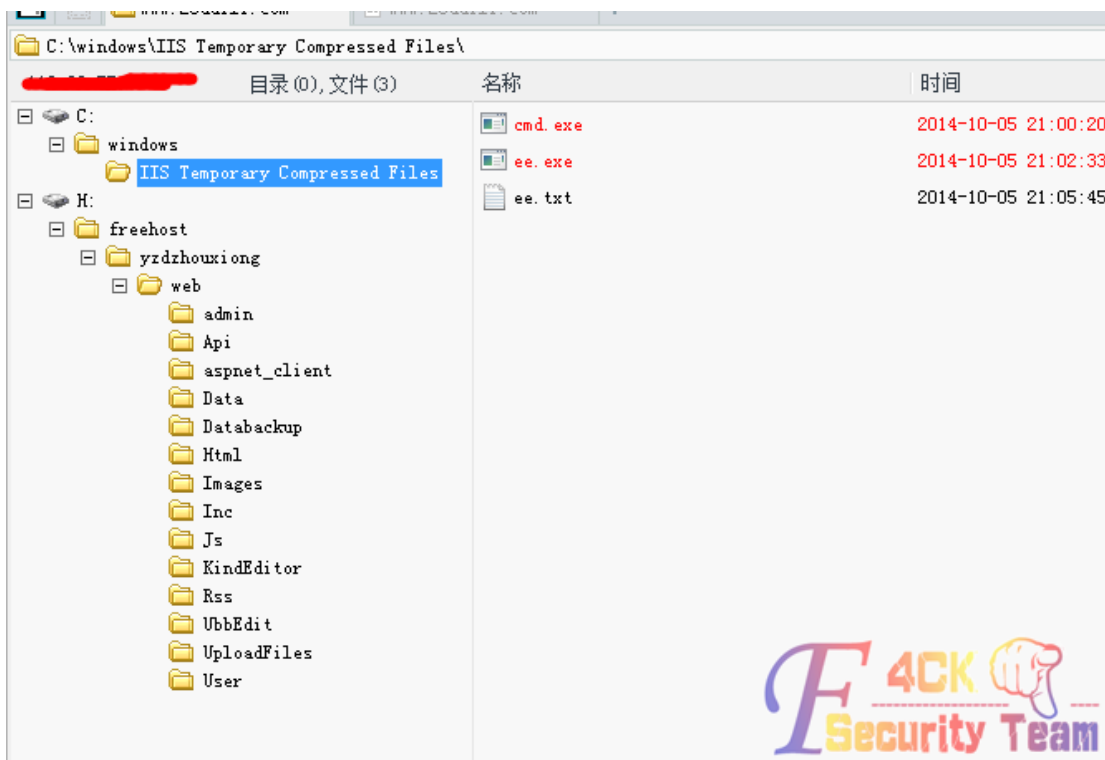 C:\windows\IIS Temporary Compressed Files\
目录(0),文件(3)
名称
时间
C:
windows
IIS Temporary Compressed Files
H:
freehost
yzdzhouxiong
web
admin
Api
aspnet_client
Data
Databackup
Html
Images
Inc
Js
KindEditor
Rss
UbbEdit
UploadFiles
User
cmd.exe 2014-10-05 21:00:20
ee.exe 2014-10-05 21:02:33
ee.txt 2014-10-05 21:05:45
F4CK
Security Team